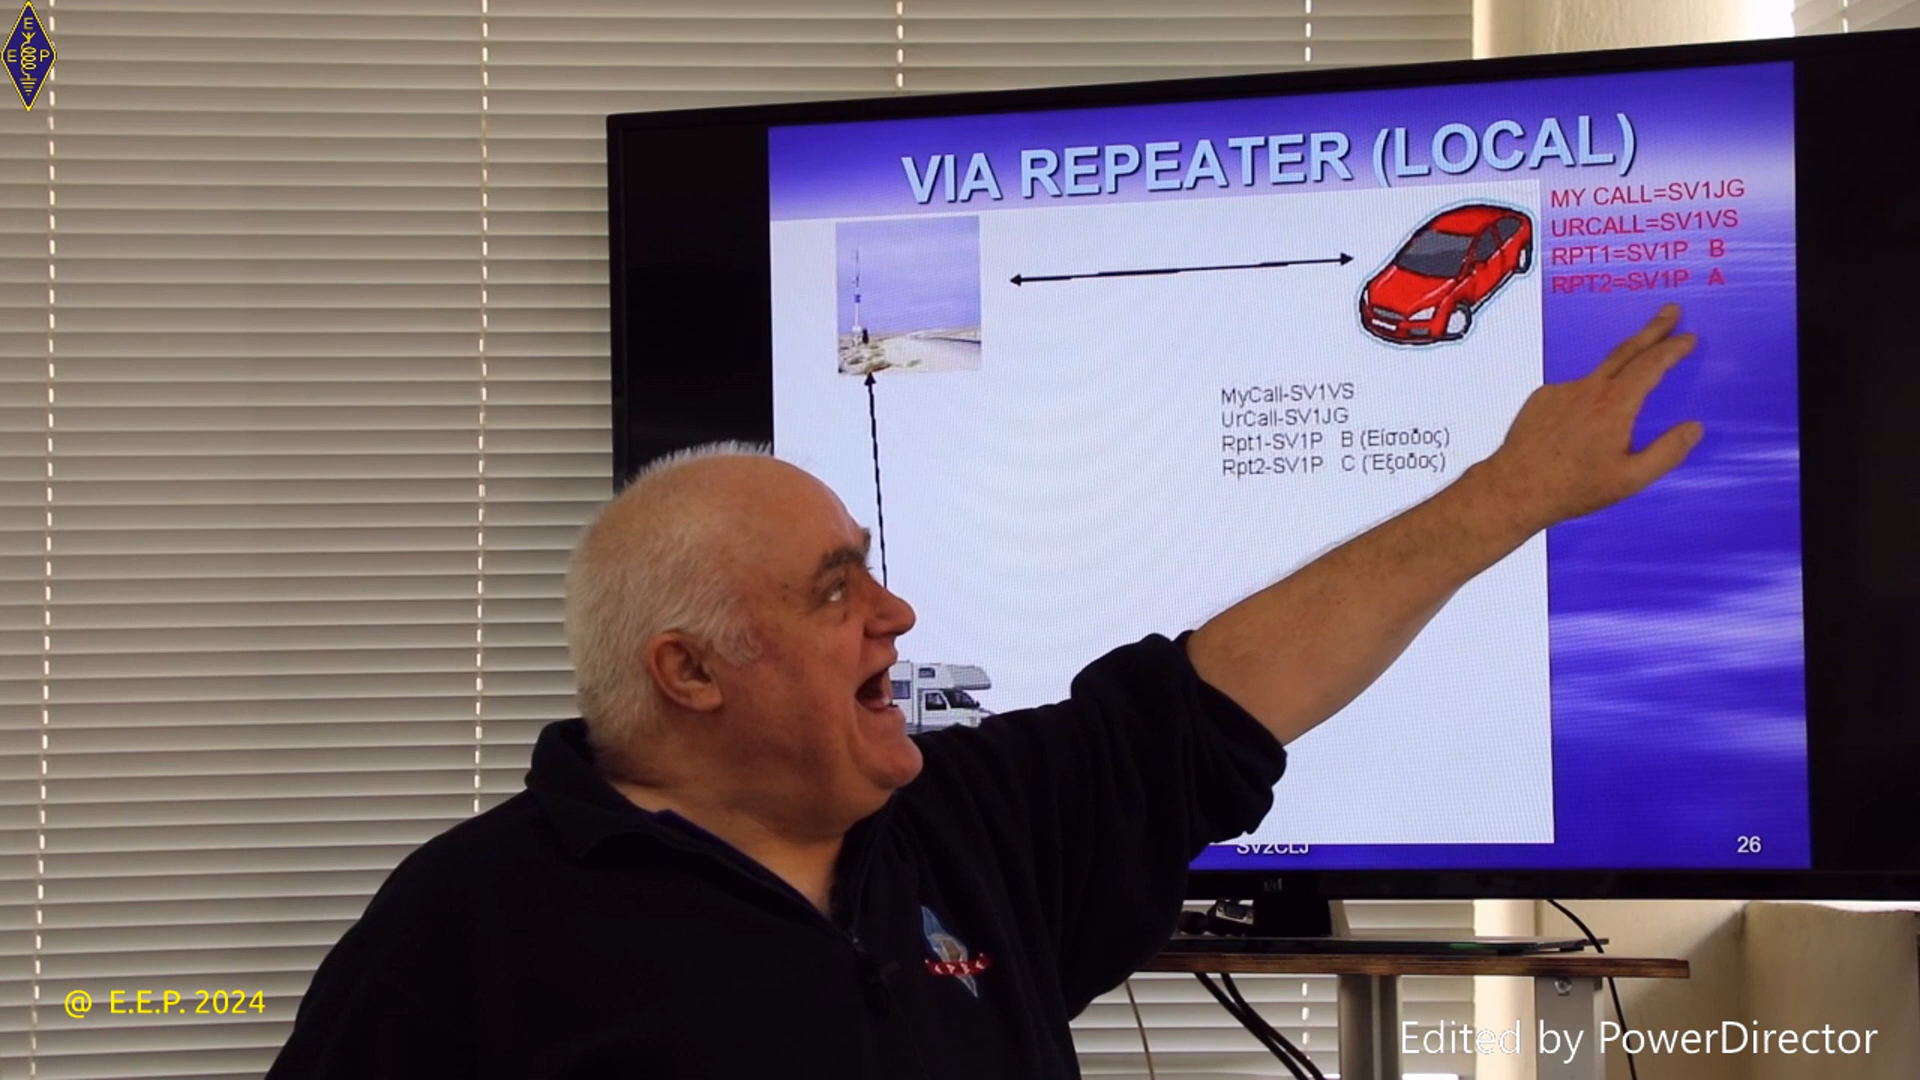 E
E P
VIA REPEATER (LOCAL)
MY CALL=SV1JG
URCALL=SV1VS
RPT1=SV1P B
RPT2=SV1P A
MyCall-SV1VS
UrCall-SV1JG
Rpt1-SV1P B (Είσοδος)
Rpt2-SV1P C (Έξοδος)
SV2CLJ
26
@ E.E.P. 2024
Edited by PowerDirector